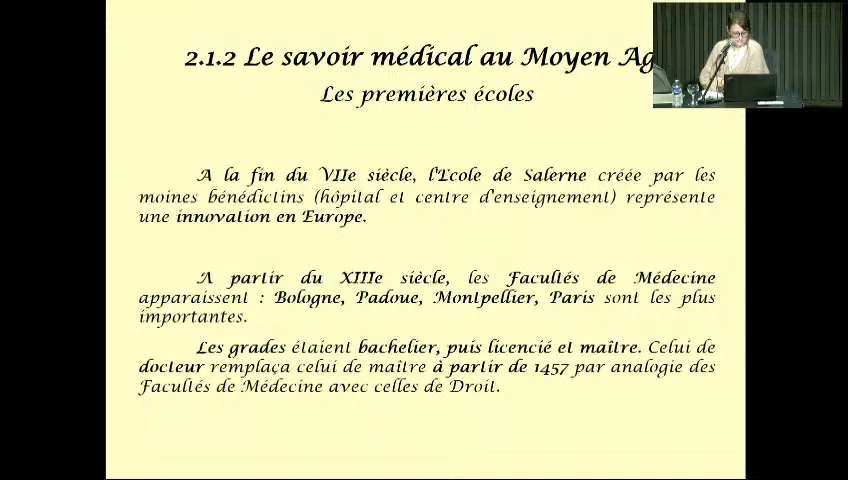 2.1.2 Le savoir médical au Moyen Ag
Les premières écoles
A la fin du VIIe siècle, l'Ecole de Salerne créée par les
moines bénédictins (hôpital et centre d'enseignement) représente
une innovation en Europe.
A partir du XIIIe siècle, les Facultés de Médecine
apparaissent : Bologne, Padoue, Montpellier, Paris sont les plus
importantes.
Les grades étaient bachelier, puis licencié et maître. Celui de
docteur remplaça celui de maître à partir de 1457 par analogie des
Facultés de Médecine avec celles de Droit.